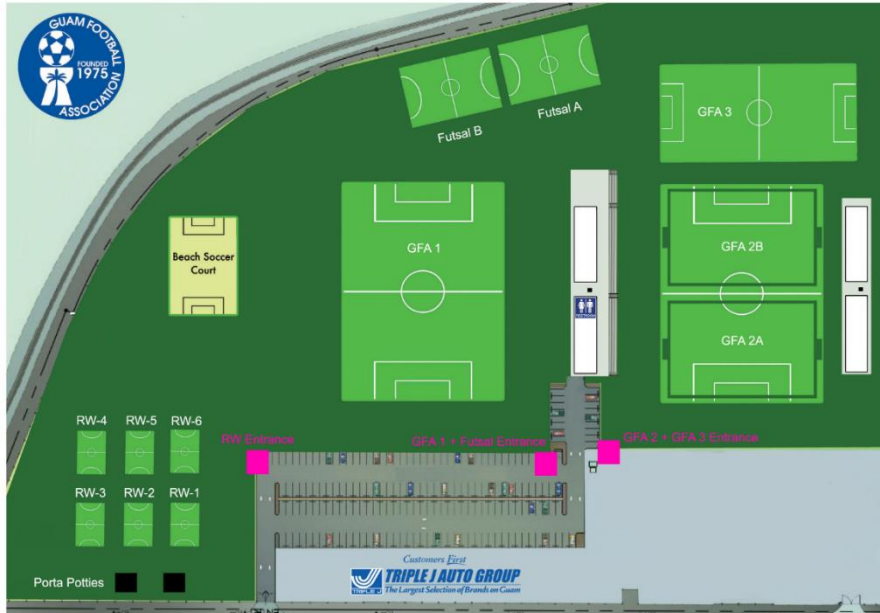 GUAM FOOTBALL
FOUNDED
1975
ASSOCIATION
Futsal B
Futsal A
GFA 3
GFA 1
GFA 2B
GFA 2A
Beach Soccer
Court
RW-4
RW-5
RW-6
RW Entrance
GFA 1 + Futsal Entrance
GFA 2 + GFA 3 Entrance
RW-3
RW-2
RW-1
Porta Potties
Customers First
TRIPLE J AUTO GROUP
The Largest Selection of Brands on Guam
TRIPLE J